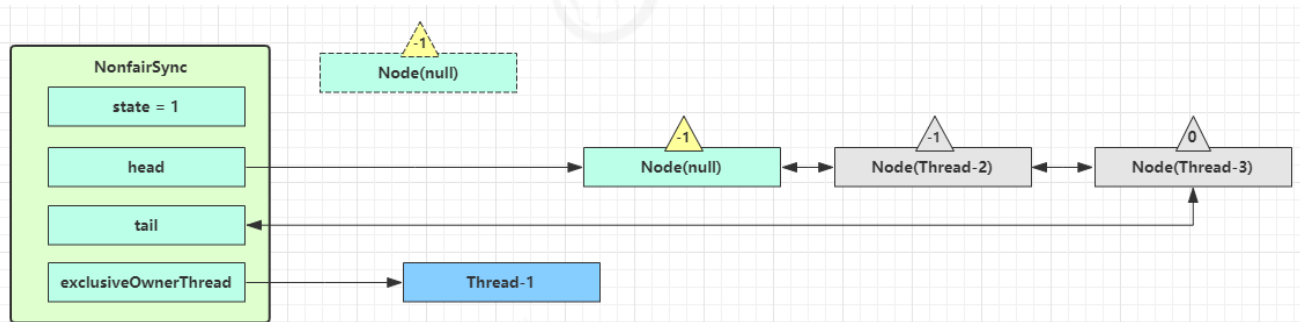 -1
Node(null)
NonfairSync
state = 1
head
-1
Node(null)
-1
Node(Thread-2)
0
Node(Thread-3)
tail
exclusiveOwnerThread
Thread-1